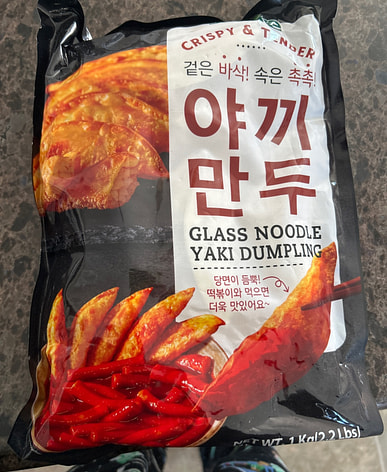 CRISPY & TENDER
겉은 바삭! 속은 촉촉!
야끼
만두
GLASS NOODLE
YAKI DUMPLING
당면이 듬뿍!
떡볶이와 먹으면
더욱 맛있어요~
NET WT. 1 Kg(2.2 Lbs)